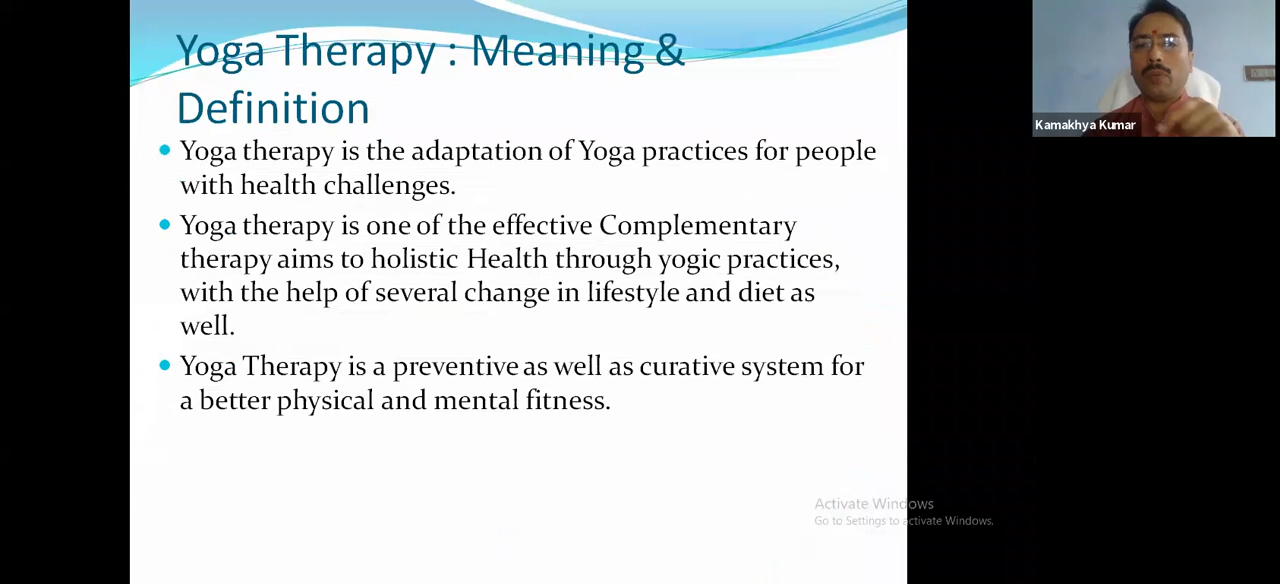 Yoga Therapy : Meaning &
Definition
Yoga therapy is the adaptation of Yoga practices for people
with health challenges.
Yoga therapy is one of the effective Complementary
therapy aims to holistic Health through yogic practices,
with the help of several change in lifestyle and diet as
well.
Yoga Therapy is a preventive as well as curative system for
a better physical and mental fitness.
Kamakhya Kumar
Activate Windows
Go to Settings to activate Windows.